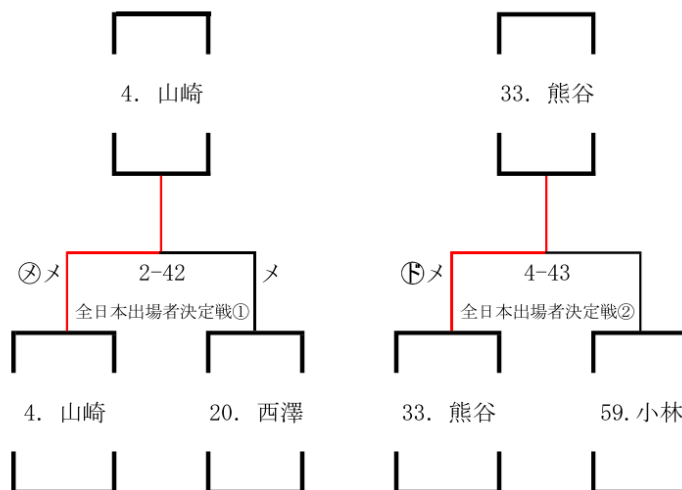 4. 山崎
33. 熊谷
㋱メ 2-42 メ
㋣メ 4-43
全日本出場者決定戦①
全日本出場者決定戦②
4. 山崎
20. 西澤
33. 熊谷
59.小林